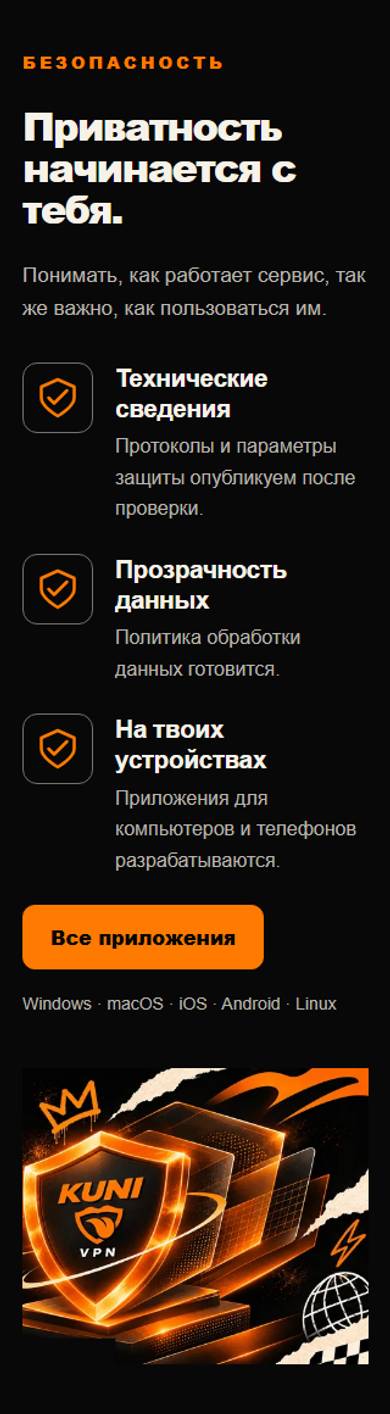 БЕЗОПАСНОСТЬ
Приватность
начинается с
тебя.
Понимать, как работает сервис, так
же важно, как пользоваться им.
Технические
сведения
Протоколы и параметры
защиты опубликуем после
проверки.
Прозрачность
данных
Политика обработки
данных готовится.
На твоих
устройствах
Приложения для
компьютеров и телефонов
разрабатываются.
Все приложения
Windows · macOS · iOS · Android · Linux
KUNI
VPN